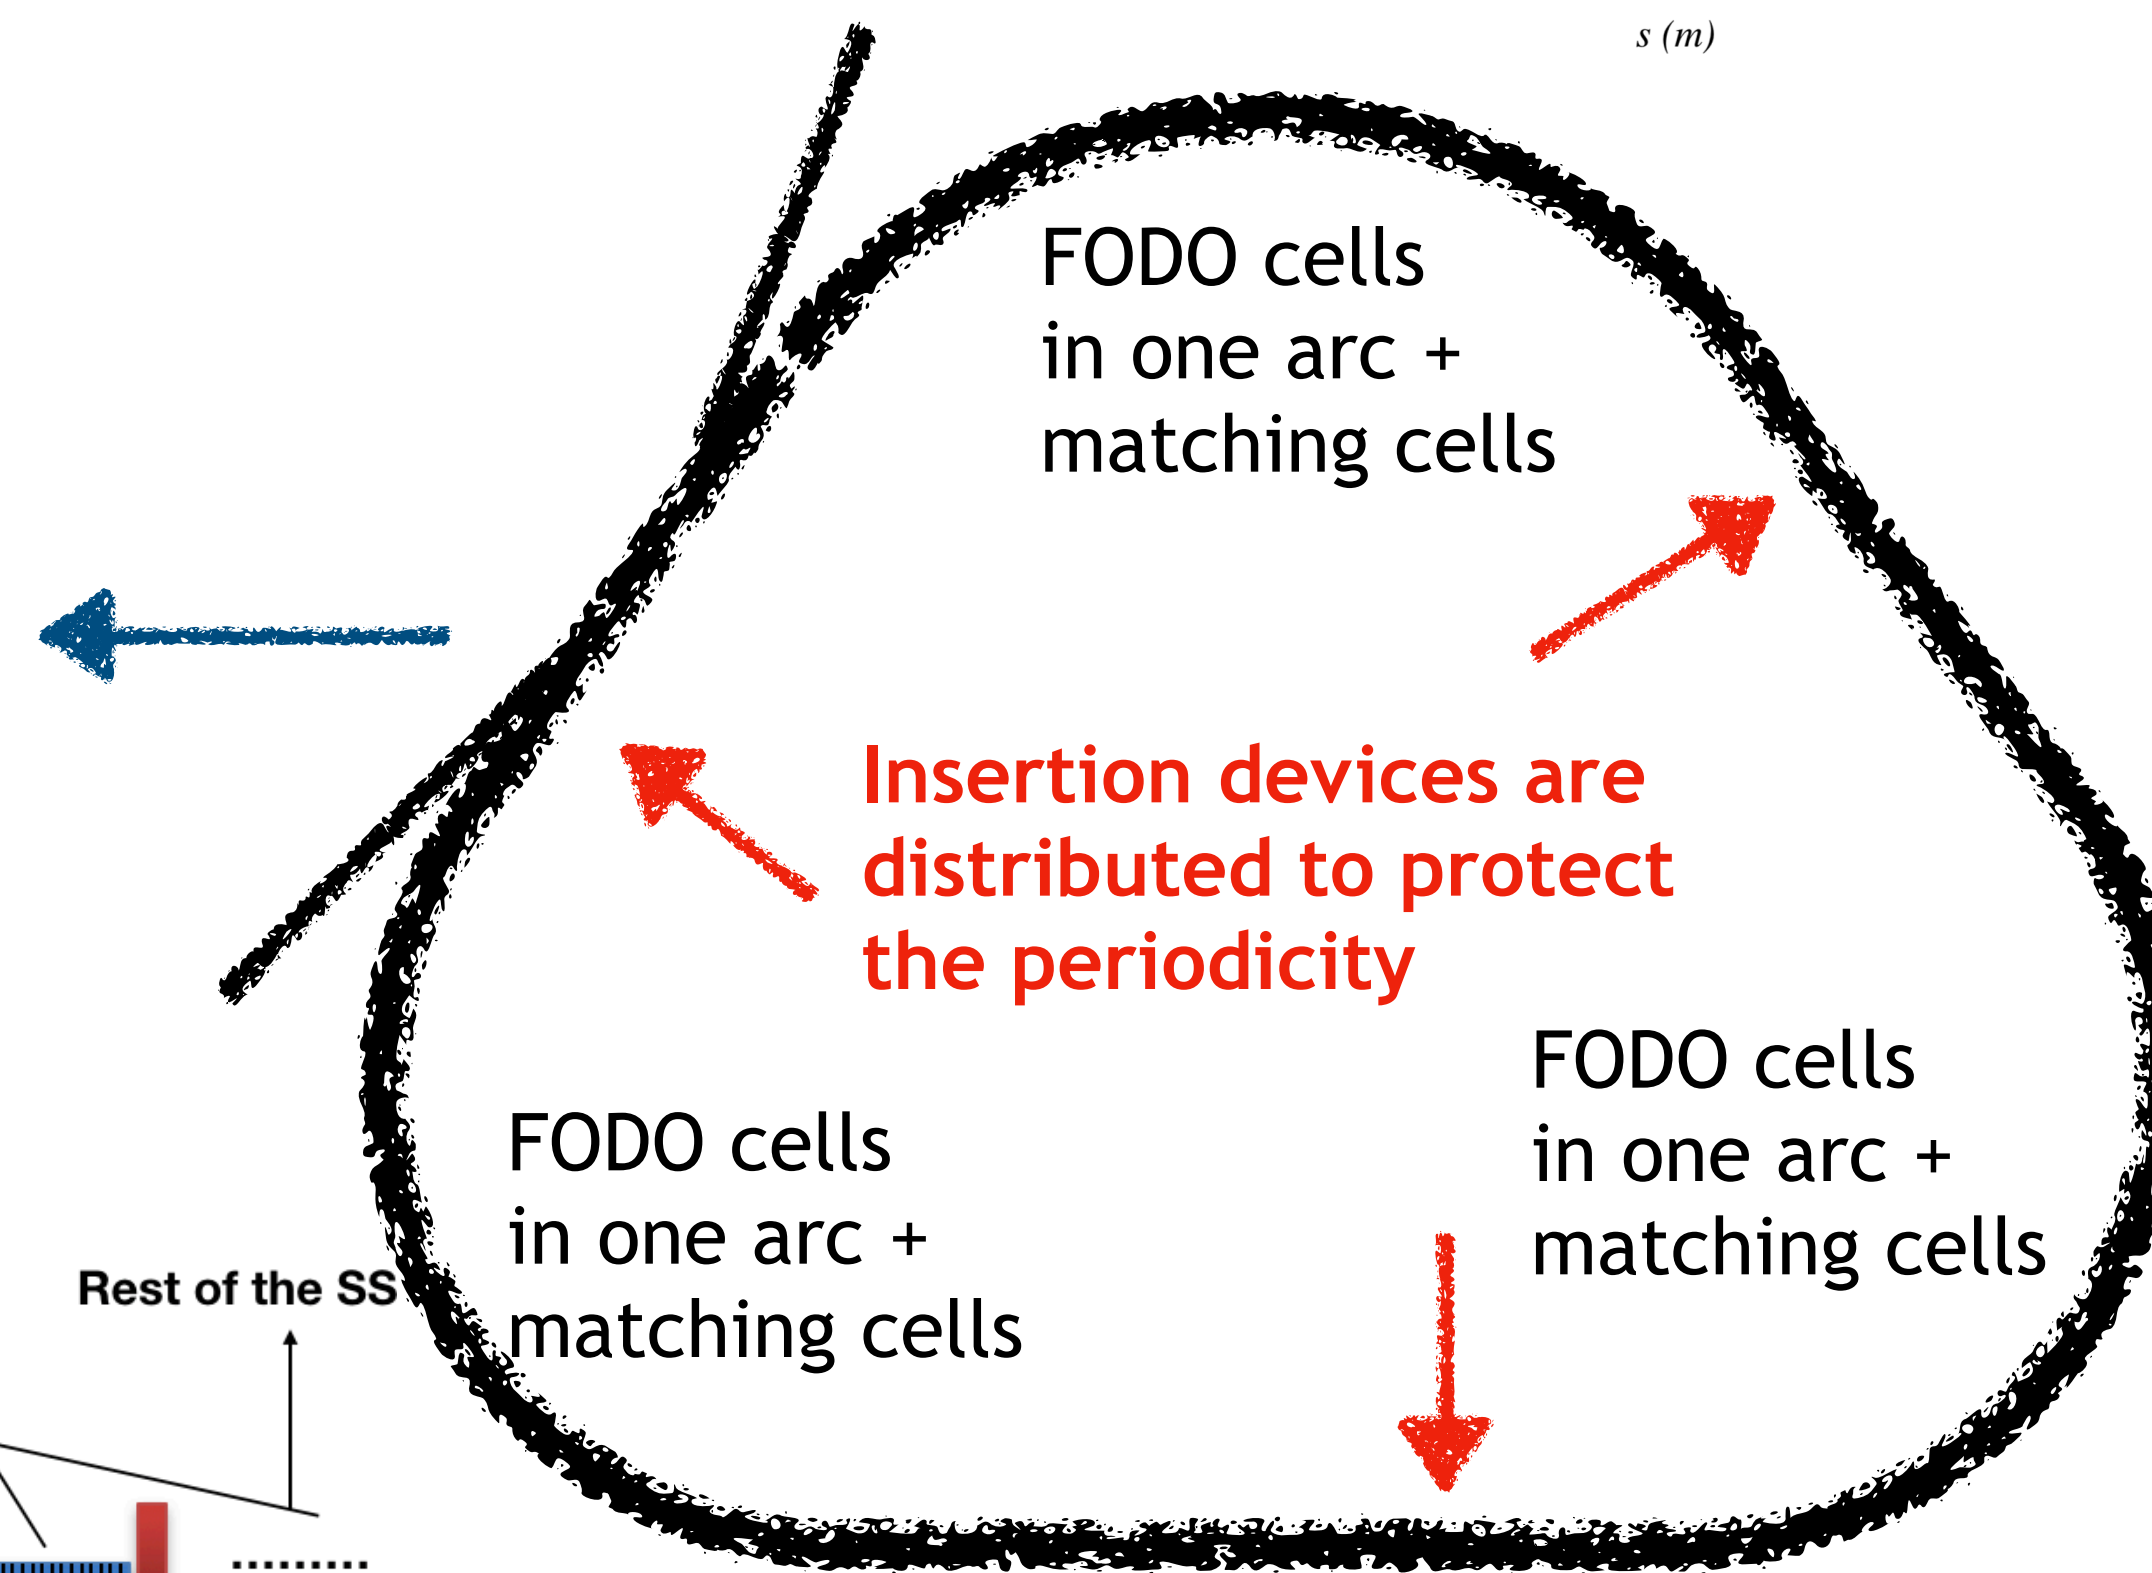 s (m)
FODO cells
in one arc +
matching cells
Insertion devices are
distributed to protect
the periodicity
FODO cells
in one arc +
matching cells
FODO cells
in one arc +
matching cells
Rest of the SS